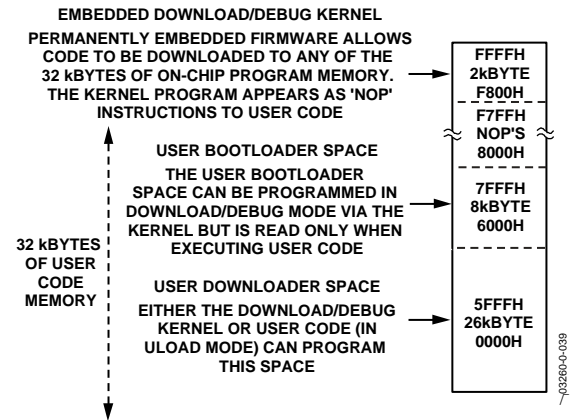 EMBEDDED DOWNLOAD/DEBUG KERNEL
PERMANENTLY EMBEDDED FIRMWARE ALLOWS
CODE TO BE DOWNLOADED TO ANY OF THE
32 kBYTES OF ON-CHIP PROGRAM MEMORY.
THE KERNEL PROGRAM APPEARS AS 'NOP'
INSTRUCTIONS TO USER CODE
FFFFH
2kBYTE
F800H
F7FFH
NOP'S
8000H
USER BOOTLOADER SPACE
THE USER BOOTLOADER
SPACE CAN BE PROGRAMMED IN
DOWNLOAD/DEBUG MODE VIA THE
KERNEL BUT IS READ ONLY WHEN
EXECUTING USER CODE
7FFFH
8kBYTE
6000H
32 kBYTES
OF USER
CODE
MEMORY
USER DOWNLOADER SPACE
EITHER THE DOWNLOAD/DEBUG
KERNEL OR USER CODE (IN
ULOAD MODE) CAN PROGRAM
THIS SPACE
5FFFH
26kBYTE
0000H
03260-0-039